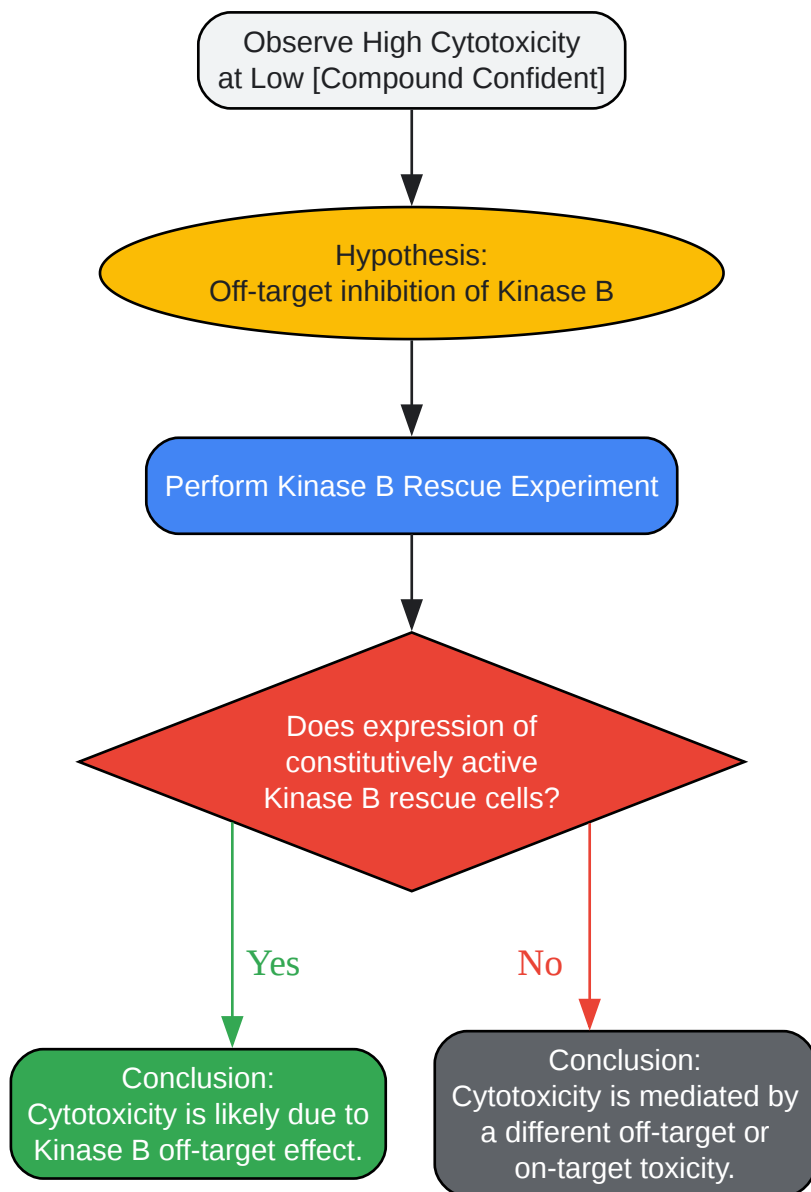 Observe High Cytotoxicity
at Low [Compound Confident]
Hypothesis:
Off-target inhibition of Kinase B
Perform Kinase B Rescue Experiment
Does expression of
constitutively active
Kinase B rescue cells?
Yes
No
Conclusion:
Cytotoxicity is likely due to
Kinase B off-target effect.
Conclusion:
Cytotoxicity is mediated by
a different off-target or
on-target toxicity.